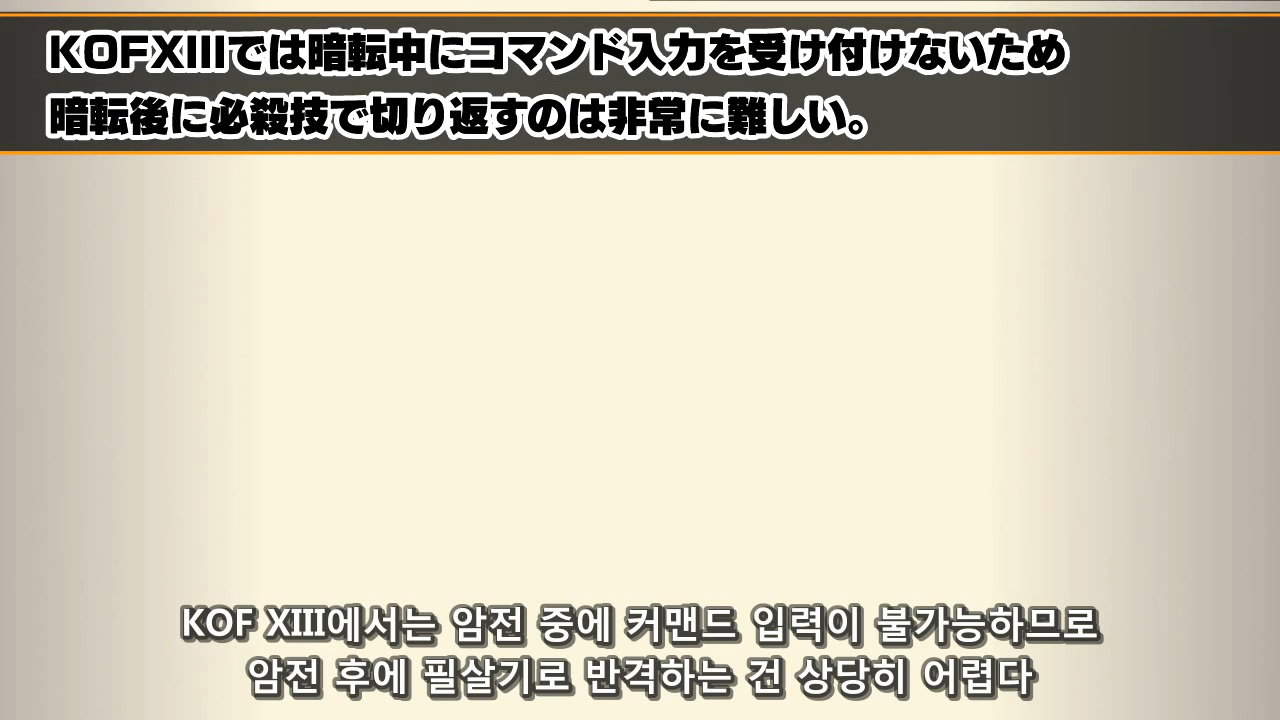 KOFXIIIでは暗転中にコマンド入力を受け付けないため
暗転後に必殺技で切り返すのは非常に難しい。
KOF XIII에서는 암전 중에 커맨드 입력이 불가능하므로
암전 후에 필살기로 반격하는 건 상당히 어렵다